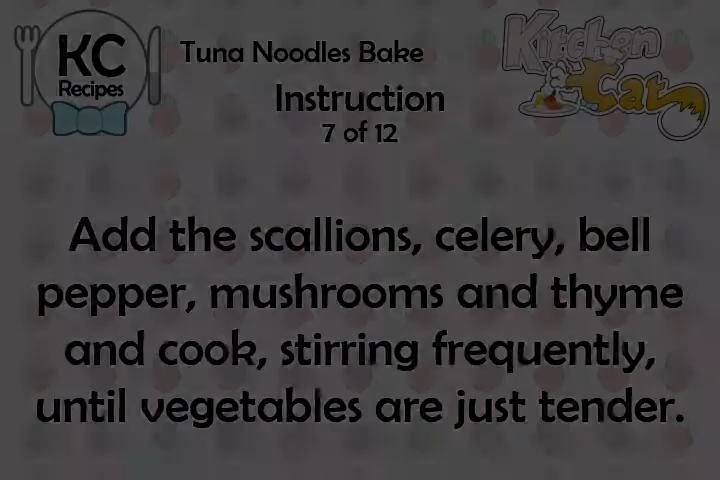 KC
Recipes
Tuna Noodles Bake
Kitchen
Cat
Instruction
7 of 12
Add the scallions, celery, bell
pepper, mushrooms and thyme
and cook, stirring frequently,
until vegetables are just tender.